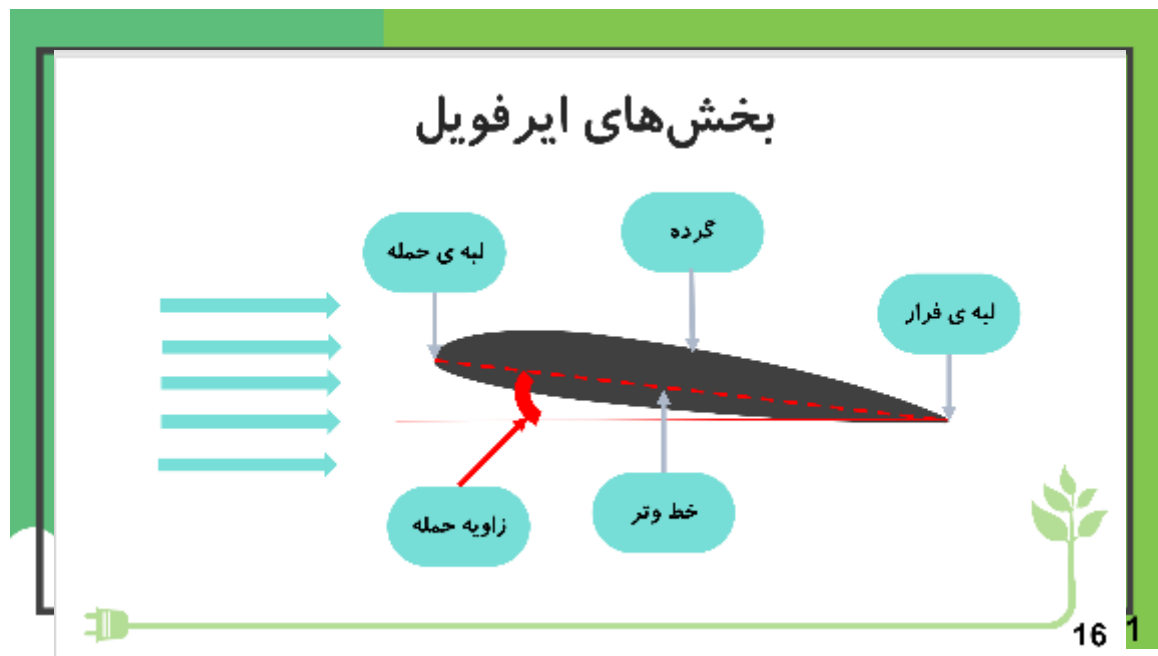 بخش‌های ایرفویل
گرده
لبه ی حمله
لبه ی فرار
خط وتر
زاویه حمله
16
1